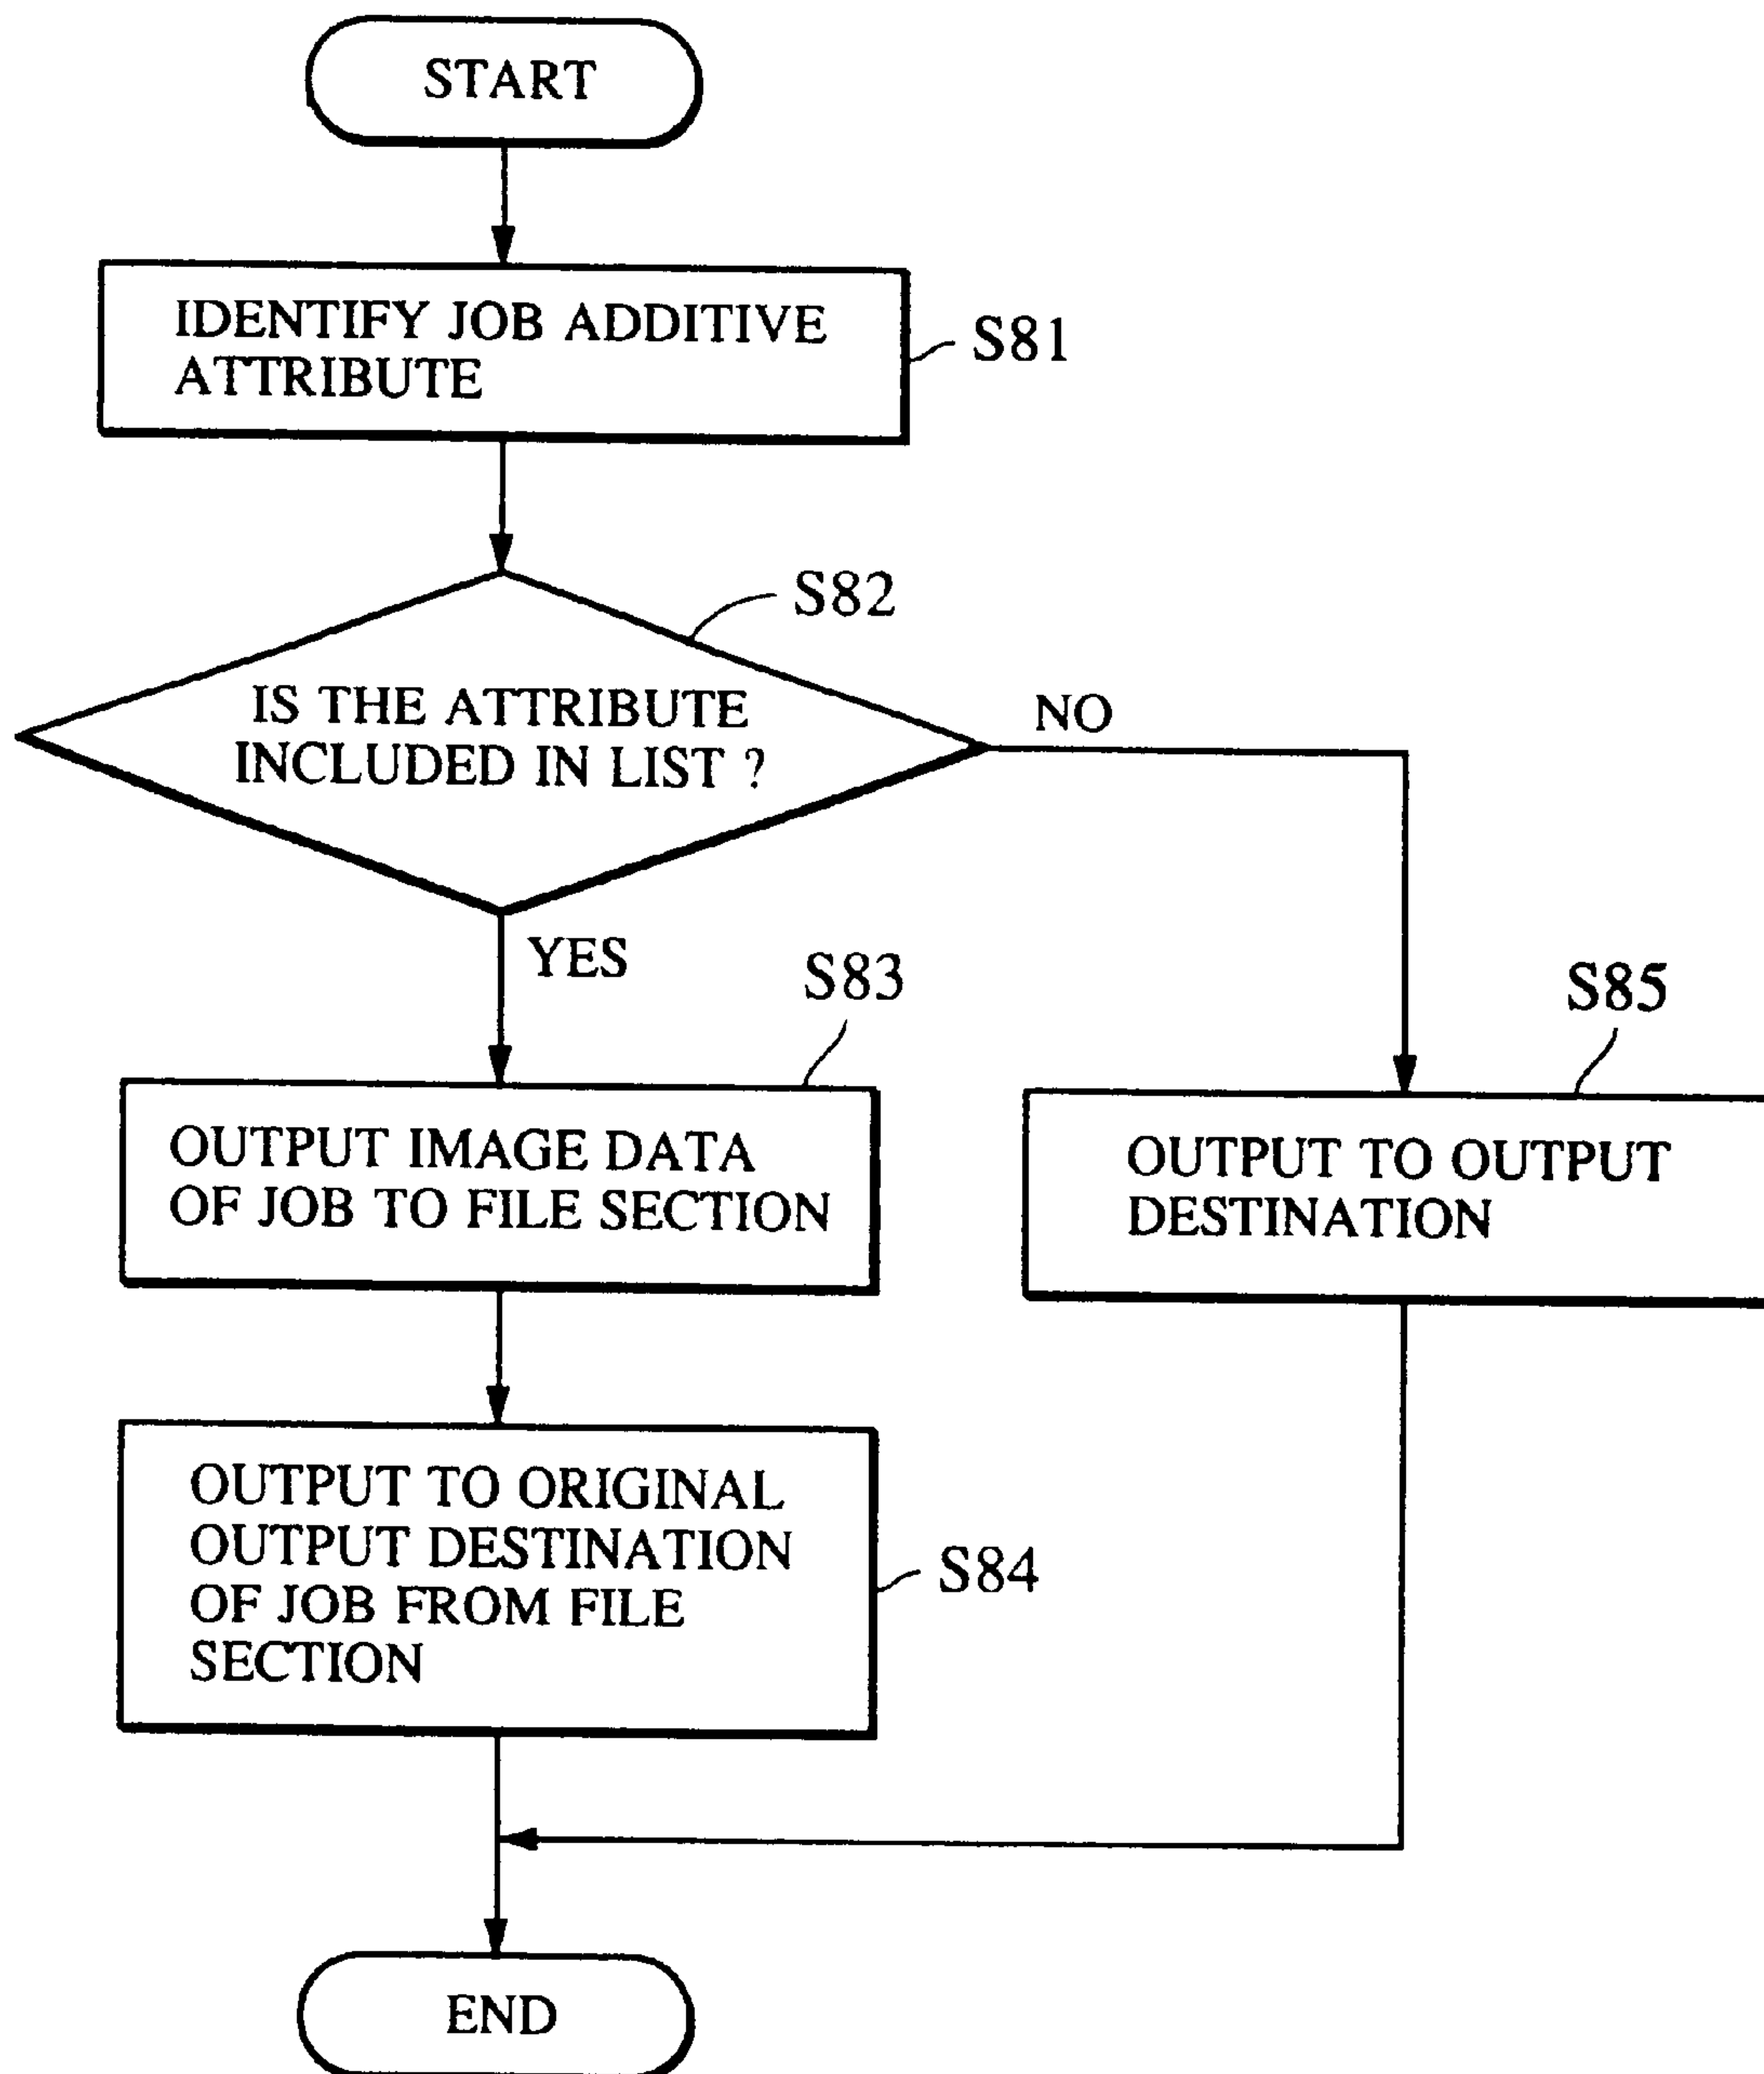 START
IDENTIFY JOB ADDITIVE
ATTRIBUTE
S81
S82
IS THE ATTRIBUTE
INCLUDED IN LIST ?
NO
YES
S83
OUTPUT IMAGE DATA
OF JOB TO FILE SECTION
S85
OUTPUT TO OUTPUT
DESTINATION
OUTPUT TO ORIGINAL
OUTPUT DESTINATION
OF JOB FROM FILE
SECTION
S84
END